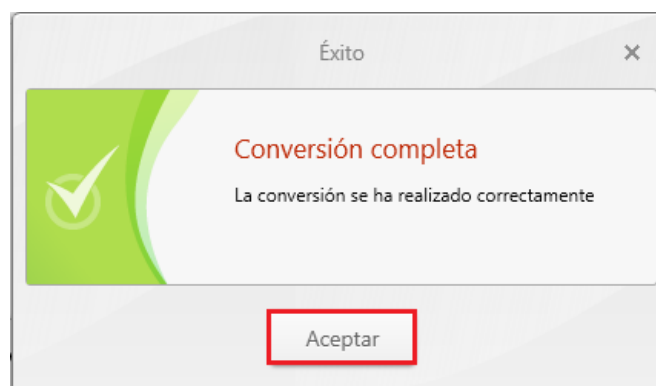 Éxito
Conversión completa
La conversión se ha realizado correctamente
Aceptar